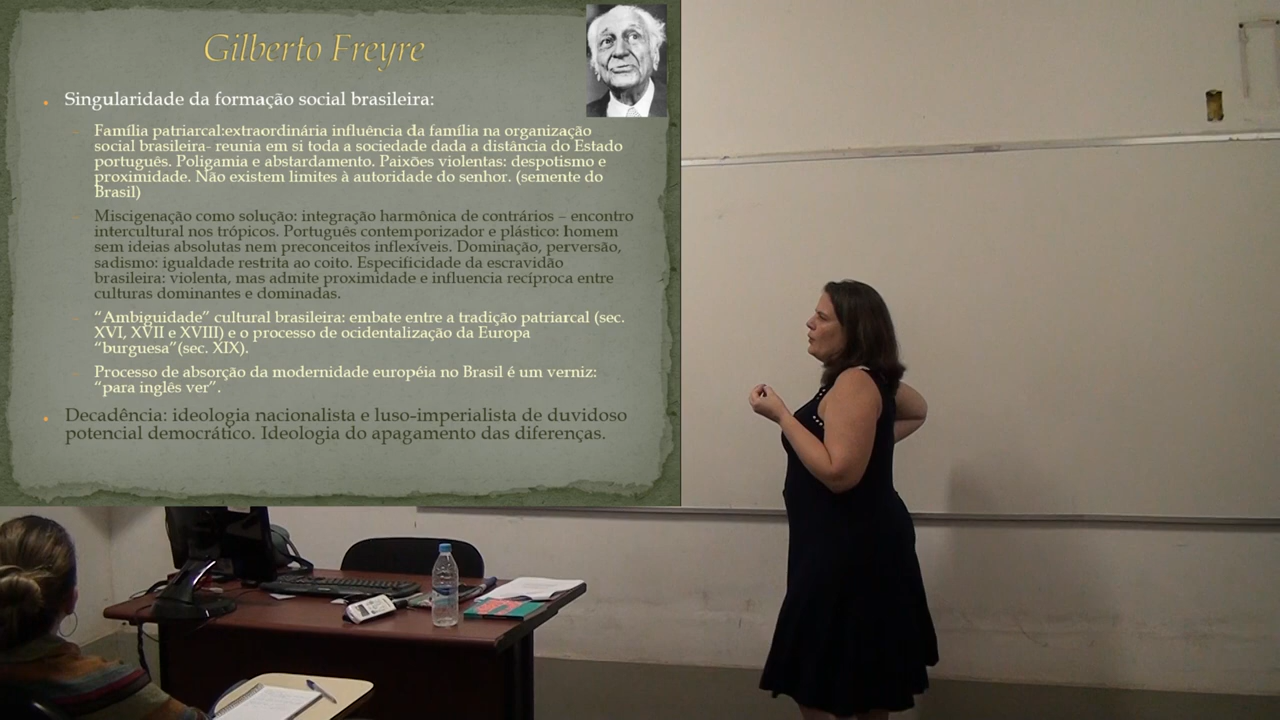 Gilberto Freyre
Singularidade da formação social brasileira:
Família patriarcal:extraordinária influência da família na organização
social brasileira- reunia em si toda a sociedade dada a distância do Estado
português. Poligamia e abstardamento. Paixões violentas: despotismo e
proximidade. Não existem limites à autoridade do senhor. (semente do
Brasil)
Miscigenação como solução: integração harmônica de contrários – encontro
intercultural nos trópicos. Português contemporizador e plástico: homem
sem ideias absolutas nem preconceitos inflexíveis. Dominação, perversão,
sadismo: igualdade restrita ao coito. Especificidade da escravidão
brasileira: violenta, mas admite proximidade e influencia recíproca entre
culturas dominantes e dominadas.
“Ambiguidade” cultural brasileira: embate entre a tradição patriarcal (sec.
XVI, XVII e XVIII) e o processo de ocidentalização da Europa
“burguesa”(sec. XIX).
Processo de absorção da modernidade européia no Brasil é um verniz:
“para inglês ver”.
Decadência: ideologia nacionalista e luso-imperialista de duvidoso
potencial democrático. Ideologia do apagamento das diferenças.